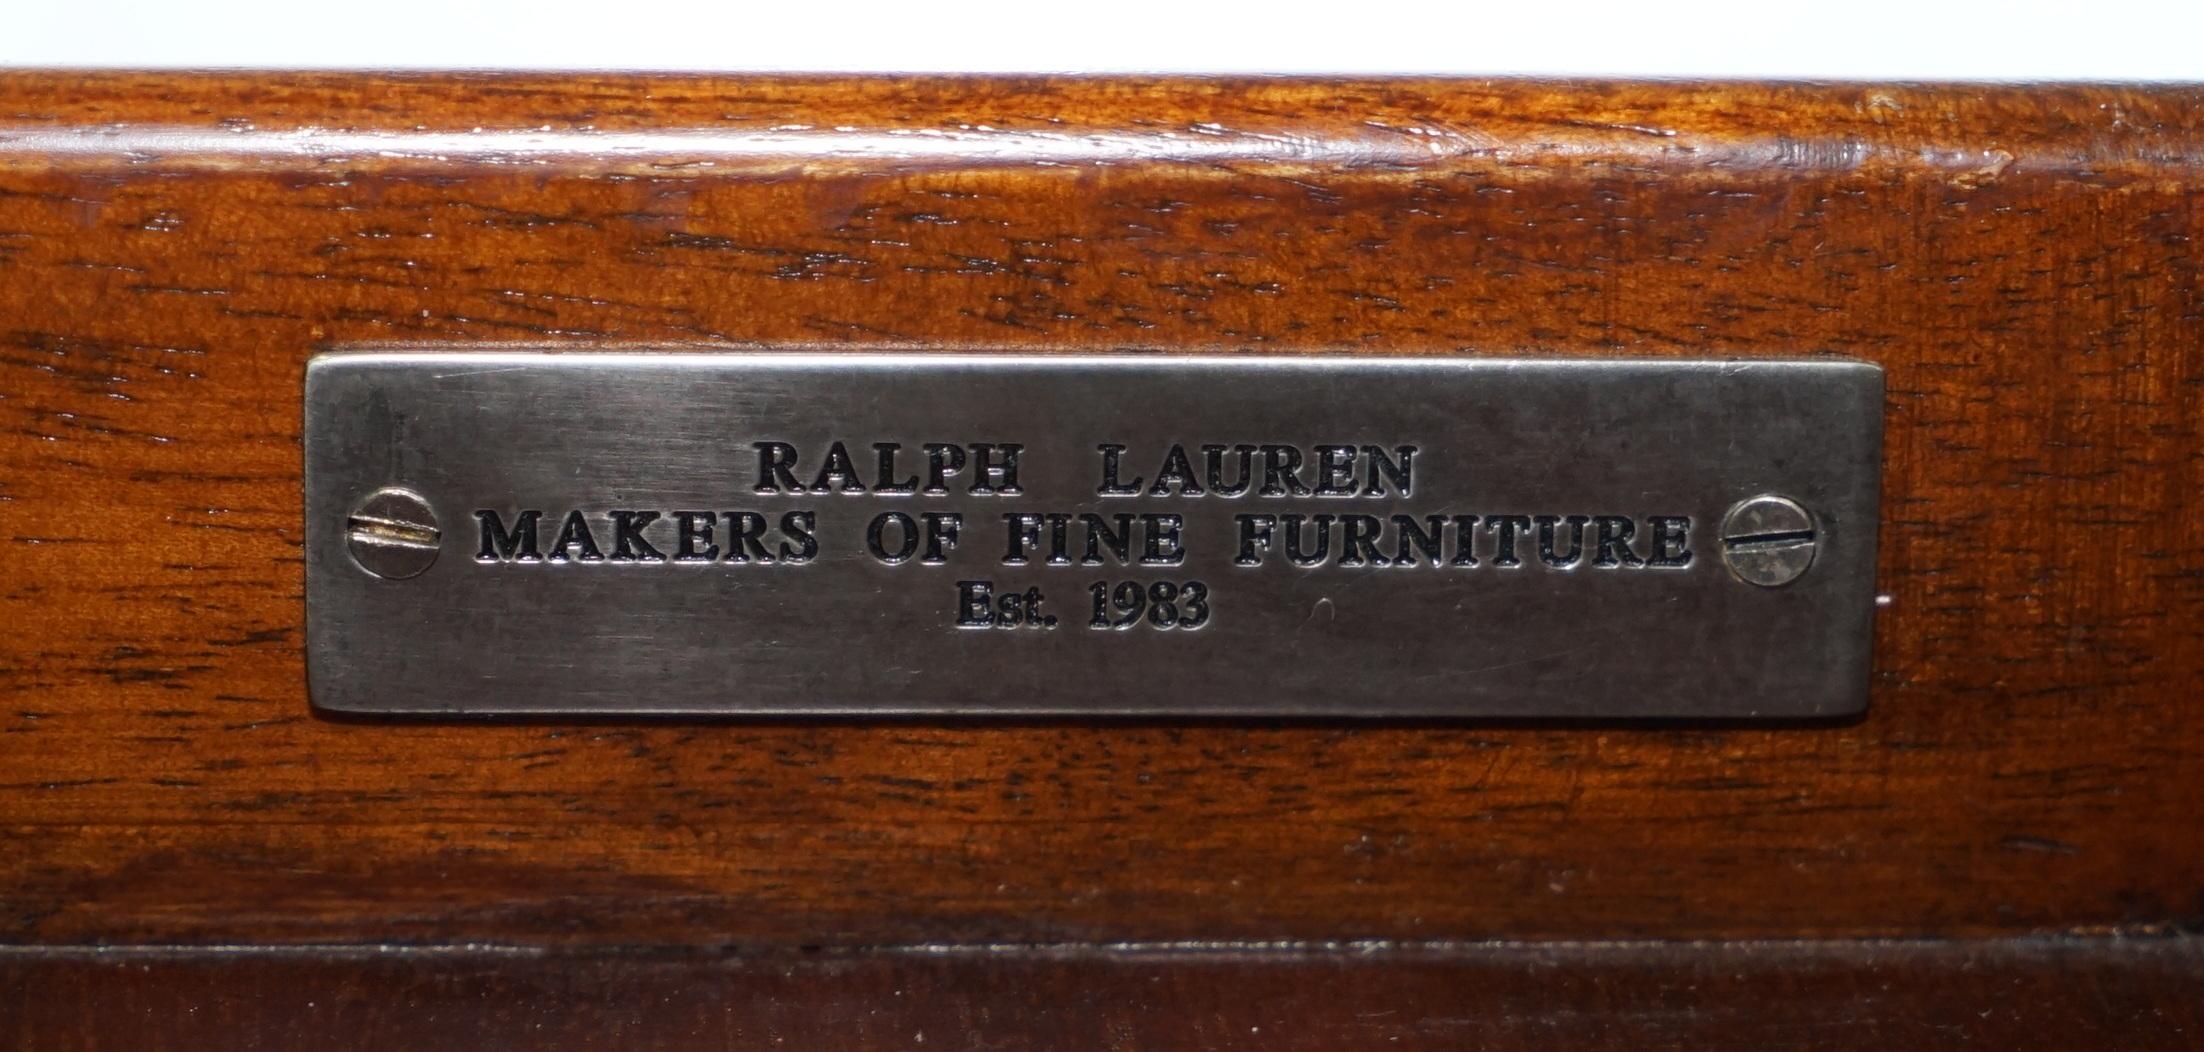 RALPH LAUREN
MAKERS OF FINE FURNITURE
Est. 1983